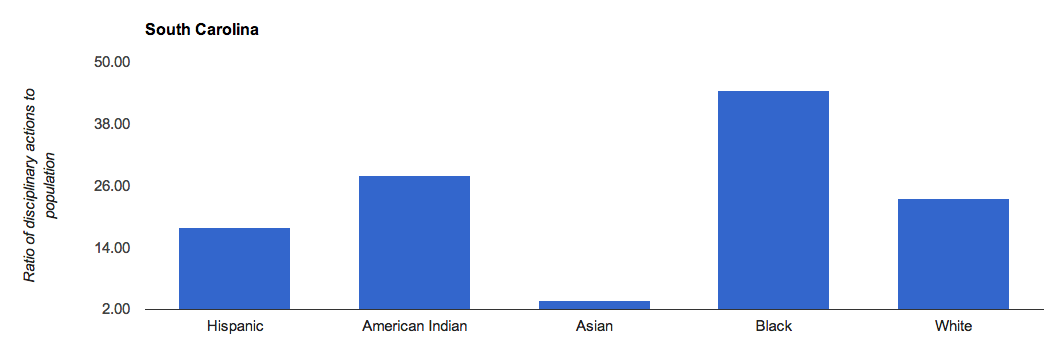 South Carolina
Ratio of disciplinary actions to
population
50.00
38.00
26.00
14.00
2.00
Hispanic
American Indian
Asian
Black
White